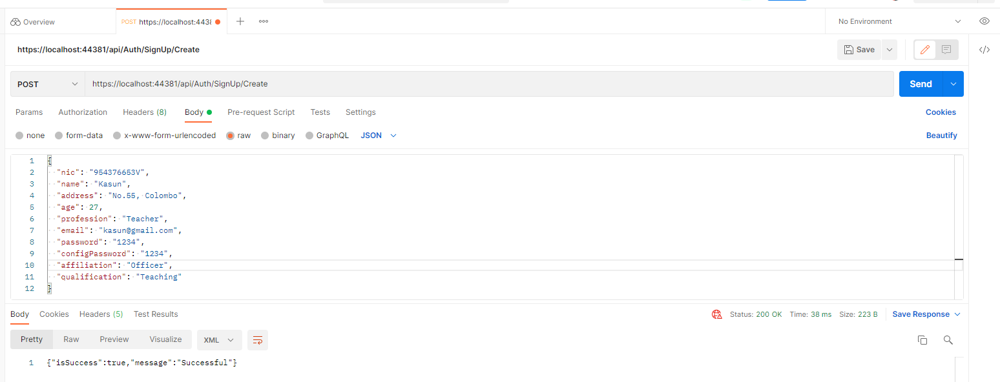 Overview
POST https://localhost:4438
No Environment
https://localhost:44381/api/Auth/SignUp/Create
Save
POST https://localhost:44381/api/Auth/SignUp/Create Send
Params Authorization Headers (8) Body Pre-request Script Tests Settings Cookies
none form-data x-www-form-urlencoded raw binary GraphQL JSON Beautify
1 {
2 "nic": "954376653V",
3 "name": "Kasun",
4 "address": "No.55, Colombo",
5 "age": 27,
6 "profession": "Teacher",
7 "email": "kasun@gmail.com",
8 "password": "1234",
9 "configPassword": "1234",
10 "affiliation": "Officer",
11 "qualification": "Teaching"
12 }
Body Cookies Headers (5) Test Results Status: 200 OK Time: 38 ms Size: 223 B Save Response
Pretty Raw Preview Visualize XML
1 {"isSuccess":true,"message":"Successful"}